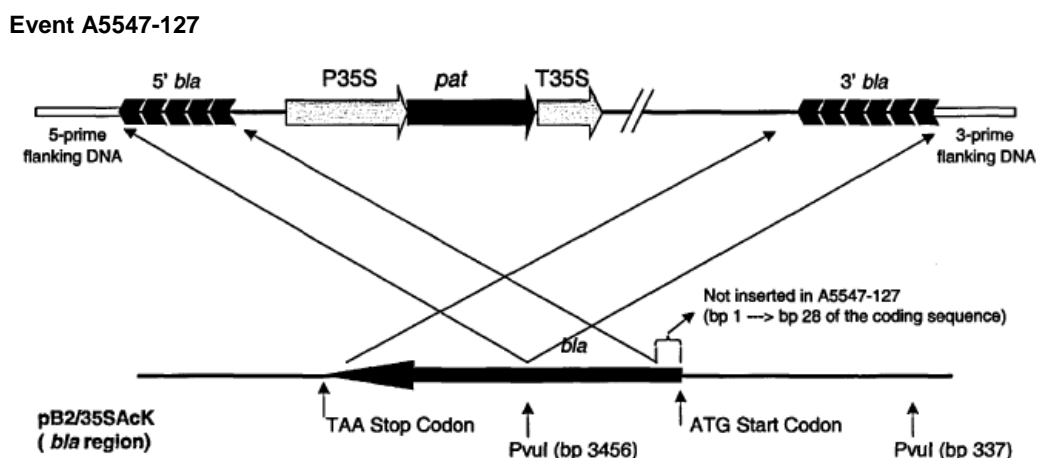 Event A5547-127
5' bla
P35S
pat
T35S
3' bla
5-prime
flanking DNA
3-prime
flanking DNA
Not inserted in A5547-127
(bp 1 ---> bp 28 of the coding sequence)
bla
pB2/35SAcK
( bla region)
TAA Stop Codon
PvuI (bp 3456)
ATG Start Codon
PvuI (bp 337)